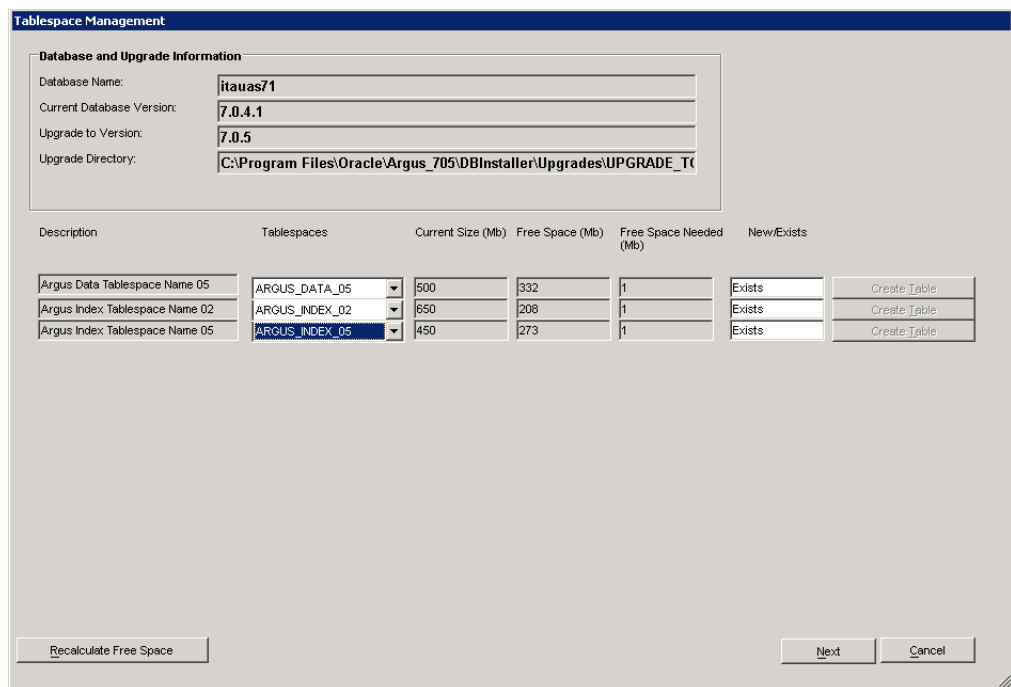 Tablespace Management
Database and Upgrade Information
Database Name: itauas71
Current Database Version: 7.0.4.1
Upgrade to Version: 7.0.5
Upgrade Directory: C:\Program Files\Oracle\Argus_705\DBInstaller\Upgrades\UPGRADE_T
Description Tablespaces Current Size (Mb) Free Space (Mb) Free Space Needed (Mb) New/Exists
Argus Data Tablespace Name 05 ARGUS_DATA_05 500 332 1 Exists Create Table
Argus Index Tablespace Name 02 ARGUS_INDEX_02 650 208 1 Exists Create Table
Argus Index Tablespace Name 05 ARGUS_INDEX_05 450 273 1 Exists Create Table
Recalculate Free Space Next Cancel